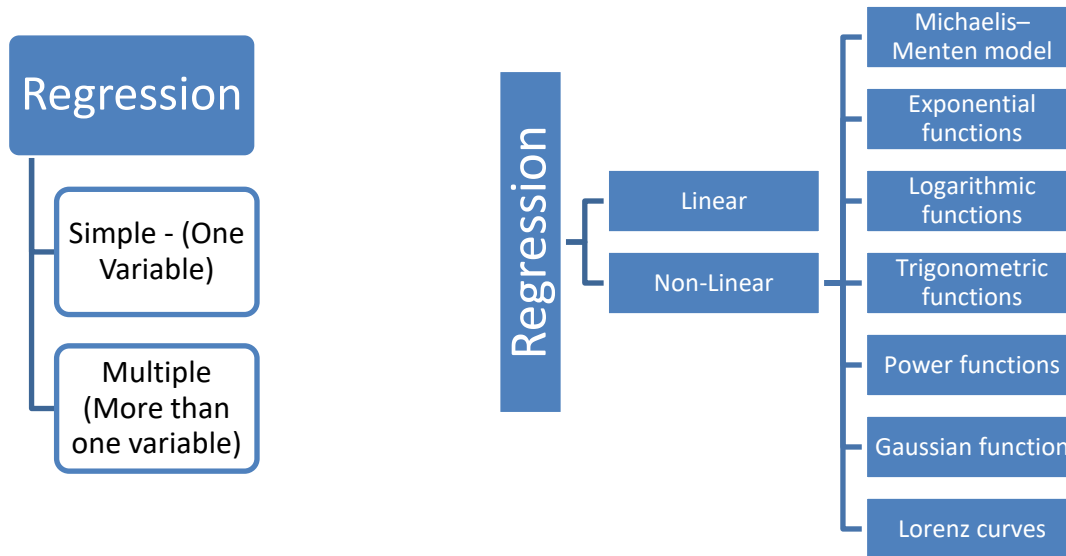 Regression
Simple - (One
Variable)
Multiple
(More than
one variable)
Regression
Linear
Non-Linear
Michaelis–
Menten model
Exponential
functions
Logarithmic
functions
Trigonometric
functions
Power functions
Gaussian function
Lorenz curves